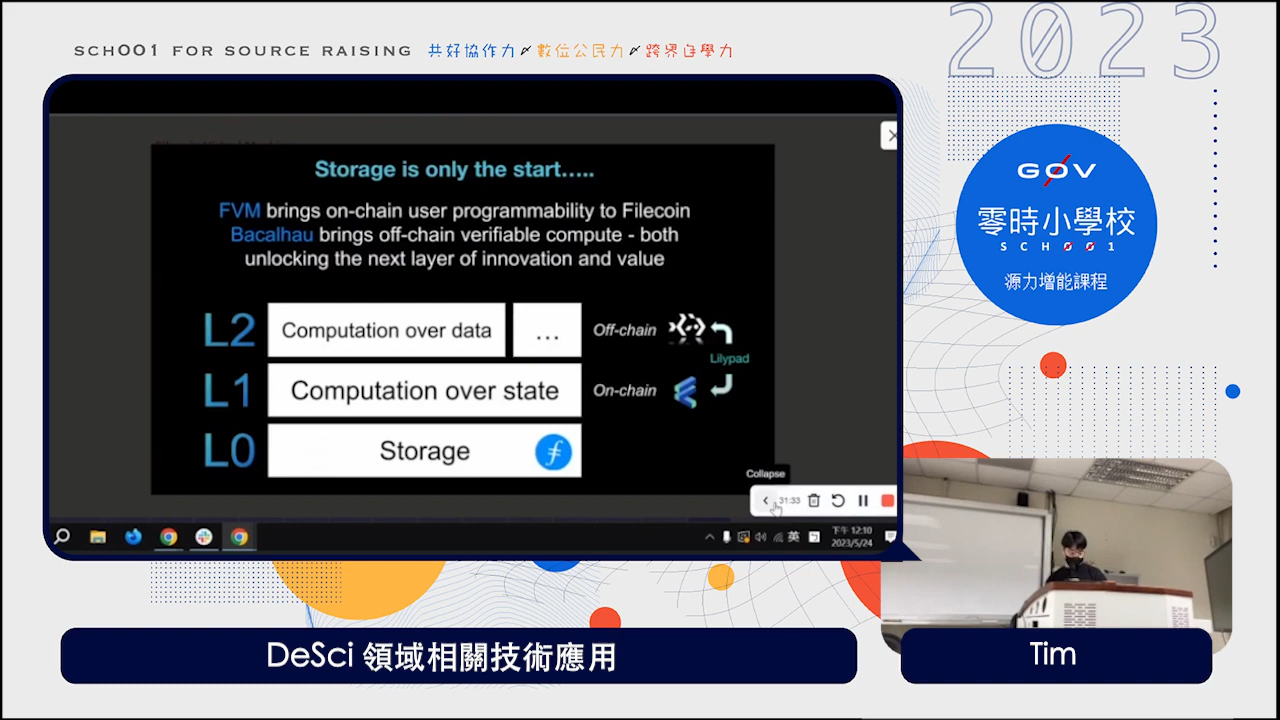 SCH001 FOR SOURCE RAISING 共好協作力 數位公民力 跨界自學力
2023
G0V
零時小學校
SCH001
源力增能課程
Storage is only the start.....
FVM brings on-chain user programmability to Filecoin
Bacalhau brings off-chain verifiable compute - both
unlocking the next layer of innovation and value
L2 Computation over data ... Off-chain
Lilypad
L1 Computation over state On-chain
L0 Storage
Collapse
31:33
英
下午 12:10
2023/5/24
DeSci 領域相關技術應用
Tim